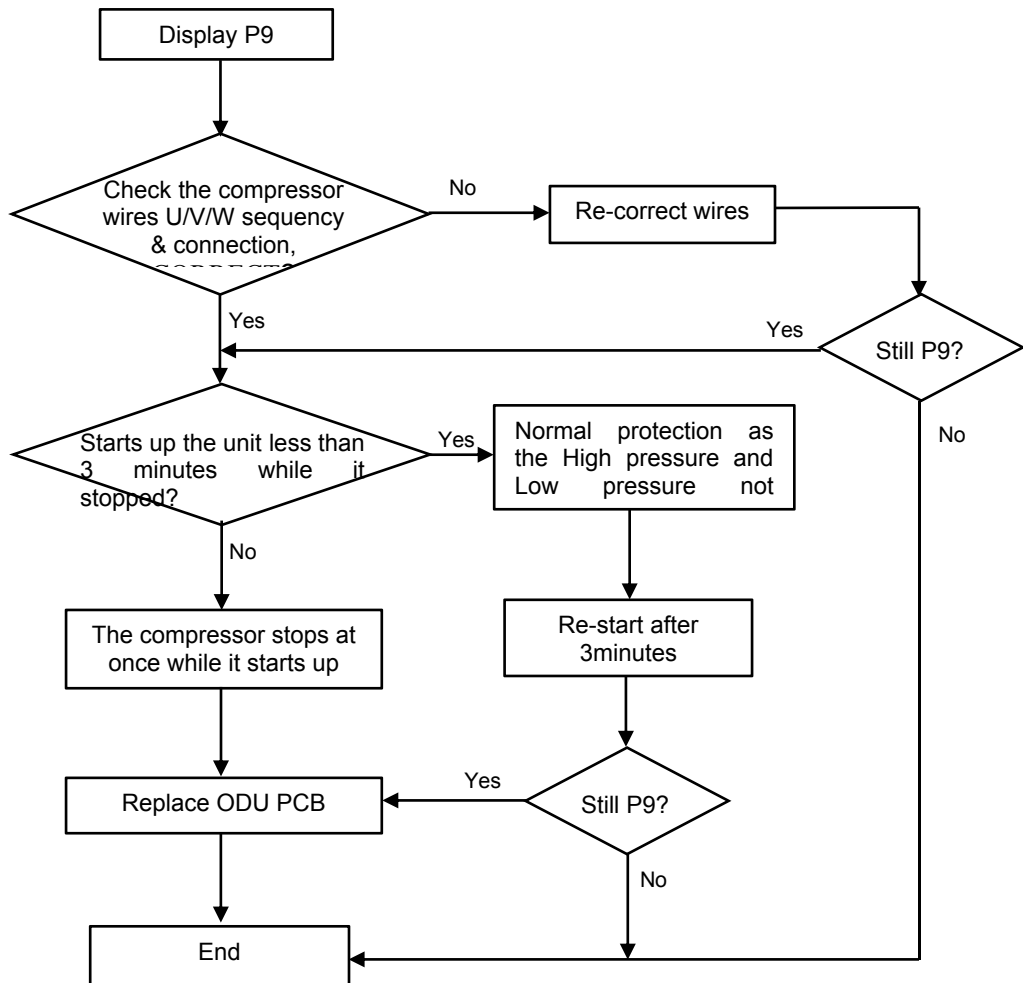 Display P9
Check the compressor
wires U/V/W sequency
& connection,
No
Re-correct wires
Yes
Yes
Still P9?
Starts up the unit less than
3 minutes while it
stopped?
Yes
Normal protection as
the High pressure and
Low pressure not
No
No
The compressor stops at
once while it starts up
Re-start after
3minutes
Replace ODU PCB
Yes
Still P9?
No
End